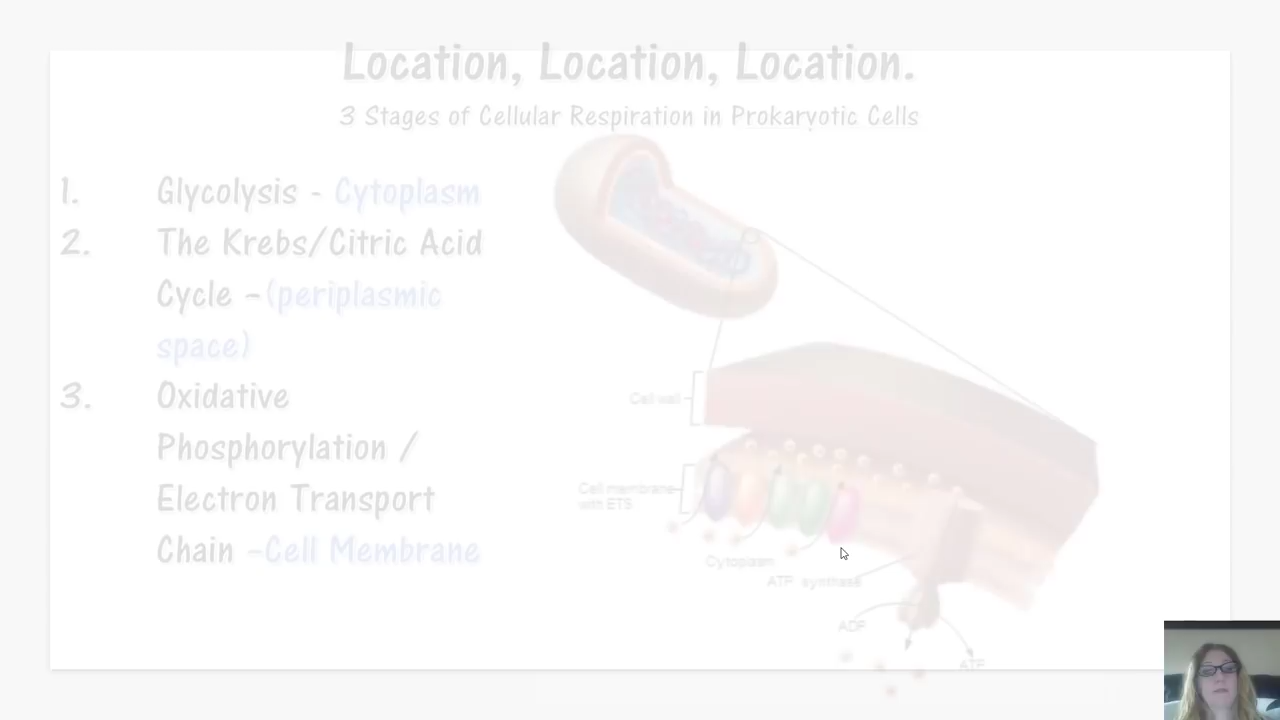 Location, Location, Location.
3 Stages of Cellular Respiration in Prokaryotic Cells
1. Glycolysis - Cytoplasm
2. The Krebs/Citric Acid
Cycle –(periplasmic
space)
3. Oxidative
Phosphorylation /
Electron Transport
Chain –Cell Membrane
Cell wall
Cell membrane
with ETS
Cytoplasm
ATP synthase
ADP
ATP